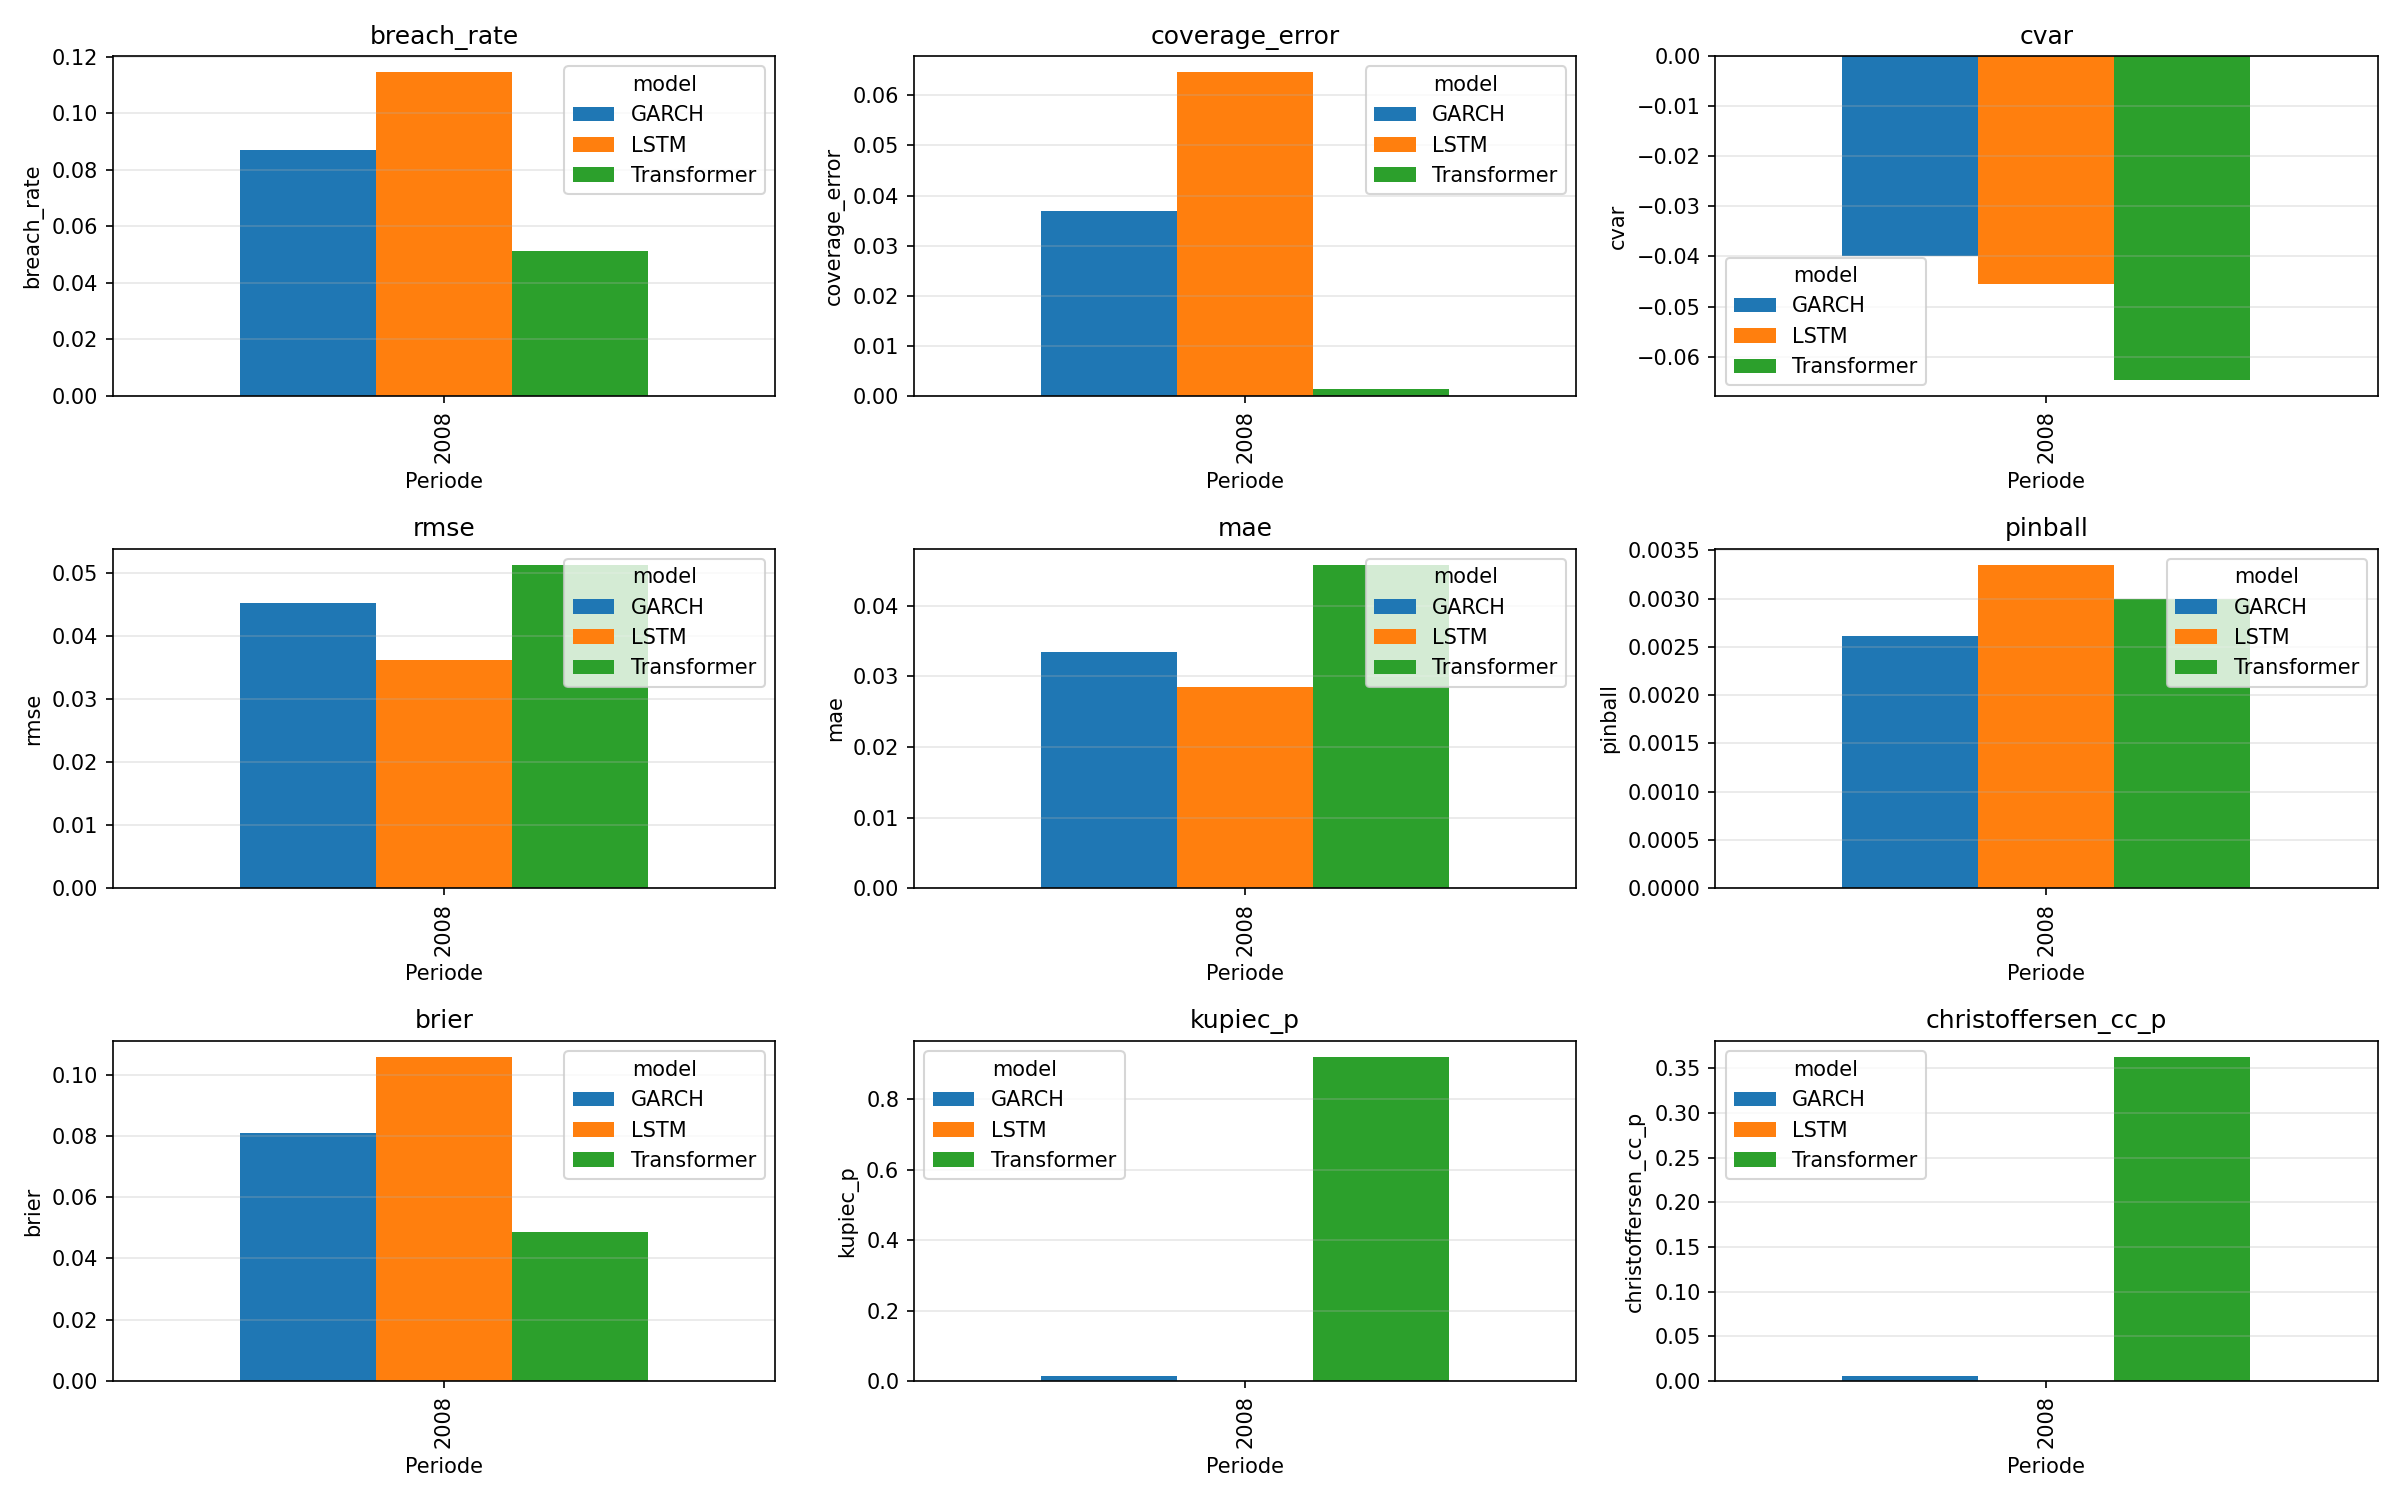 breach_rate
0.12
0.10
0.08
0.06
0.04
0.02
0.00
breach_rate
model
GARCH
LSTM
Transformer
2008
Periode
coverage_error
0.06
0.05
0.04
0.03
0.02
0.01
0.00
coverage_error
model
GARCH
LSTM
Transformer
2008
Periode
cvar
0.00
−0.01
−0.02
−0.03
−0.04
−0.05
−0.06
cvar
model
GARCH
LSTM
Transformer
2008
Periode
rmse
0.05
0.04
0.03
0.02
0.01
0.00
rmse
model
GARCH
LSTM
Transformer
2008
Periode
mae
0.04
0.03
0.02
0.01
0.00
mae
model
GARCH
LSTM
Transformer
2008
Periode
pinball
0.0035
0.0030
0.0025
0.0020
0.0015
0.0010
0.0005
0.0000
pinball
model
GARCH
LSTM
Transformer
2008
Periode
brier
0.10
0.08
0.06
0.04
0.02
0.00
brier
model
GARCH
LSTM
Transformer
2008
Periode
kupiec_p
0.8
0.6
0.4
0.2
0.0
kupiec_p
model
GARCH
LSTM
Transformer
2008
Periode
christoffersen_cc_p
0.35
0.30
0.25
0.20
0.15
0.10
0.05
0.00
christoffersen_cc_p
model
GARCH
LSTM
Transformer
2008
Periode